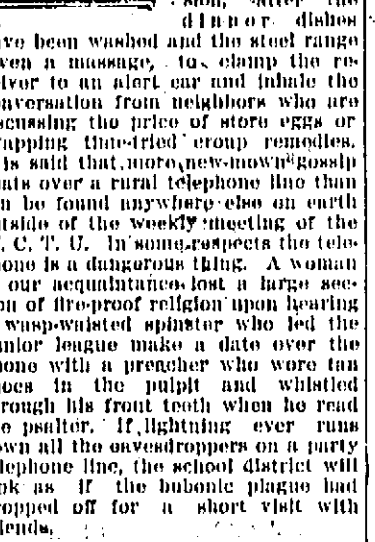 after the
dinner dishes
ve been washed and the steel range
ven a massage, to clamp the re-
iver to an alert ear and inhale the
nversation from neighbors who are
scussing the price of store eggs or
apping time-tried croup remedies.
is said that more new-mown gossip
ats over a rural telephone line than
n be found anywhere else on earth
tside of the weekly meeting of the
. C. T. U. In some respects the tele-
one is a dangerous thing. A woman
our acquaintance lost a large sec-
on of fire-proof religion upon hearing
wasp-waisted spinster who led the
unior league make a date over the
one with a preacher who wore tan
oes in the pulpit and whistled
rough his front teeth when he read
e psalter. If lightning ever runs
own all the eavesdroppers on a party
lephone line, the school district will
ok as if the bubonic plague had
ropped off for a short visit with
iends.